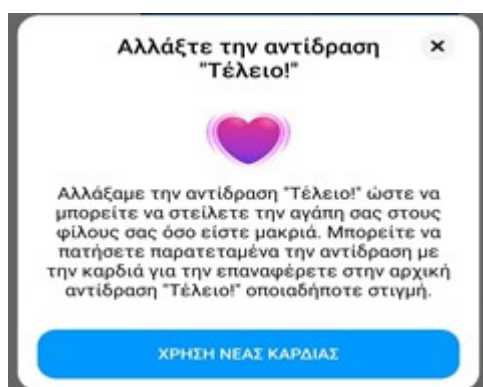 Αλλάξτε την αντίδραση
"Τέλειο!"
Αλλάξαμε την αντίδραση "Τέλειο!" ώστε να
μπορείτε να στείλετε την αγάπη σας στους
φίλους σας όσο είστε μακριά. Μπορείτε να
πατήσετε παρατεταμένα την αντίδραση με
την καρδιά για την επαναφέρετε στην αρχική
αντίδραση "Τέλειο!" οποιαδήποτε στιγμή.
ΧΡΗΣΗ ΝΕΑΣ ΚΑΡΔΙΑΣ